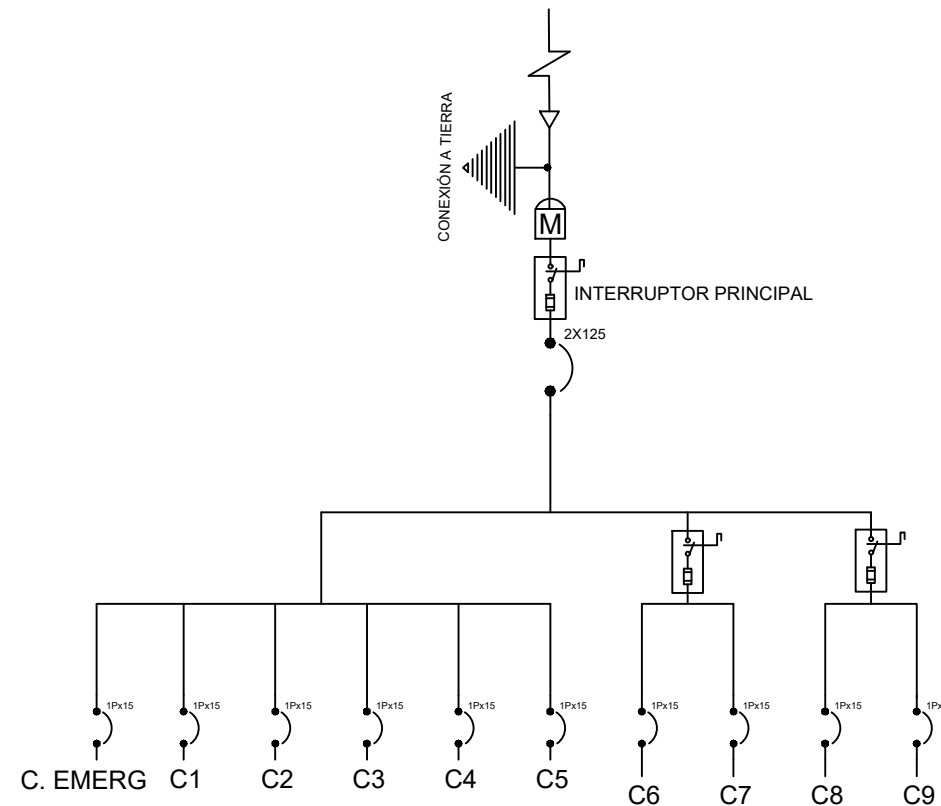 CONEXIÓN A TIERRA
M
INTERRUPTOR PRINCIPAL
2X125
1Px15 1Px15 1Px15 1Px15 1Px15 1Px15 1Px15 1Px15 1Px15 1Px
C. EMERG C1 C2 C3 C4 C5 C6 C7 C8 C9